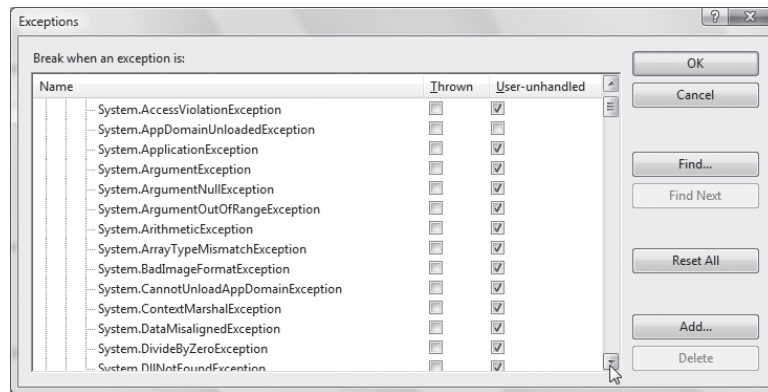 Exceptions
Break when an exception is:
Name Thrown User-unhandled
System.AccessViolationException
System.AppDomainUnloadedException
System.ApplicationException
System.ArgumentException
System.ArgumentNullException
System.ArgumentOutOfRangeException
System.ArithmeticException
System.ArrayTypeMismatchException
System.BadImageFormatException
System.CannotUnloadAppDomainException
System.ContextMarshalException
System.DataMisalignedException
System.DivideByZeroException
System.DllNotFoundException
OK
Cancel
Find...
Find Next
Reset All
Add...
Delete